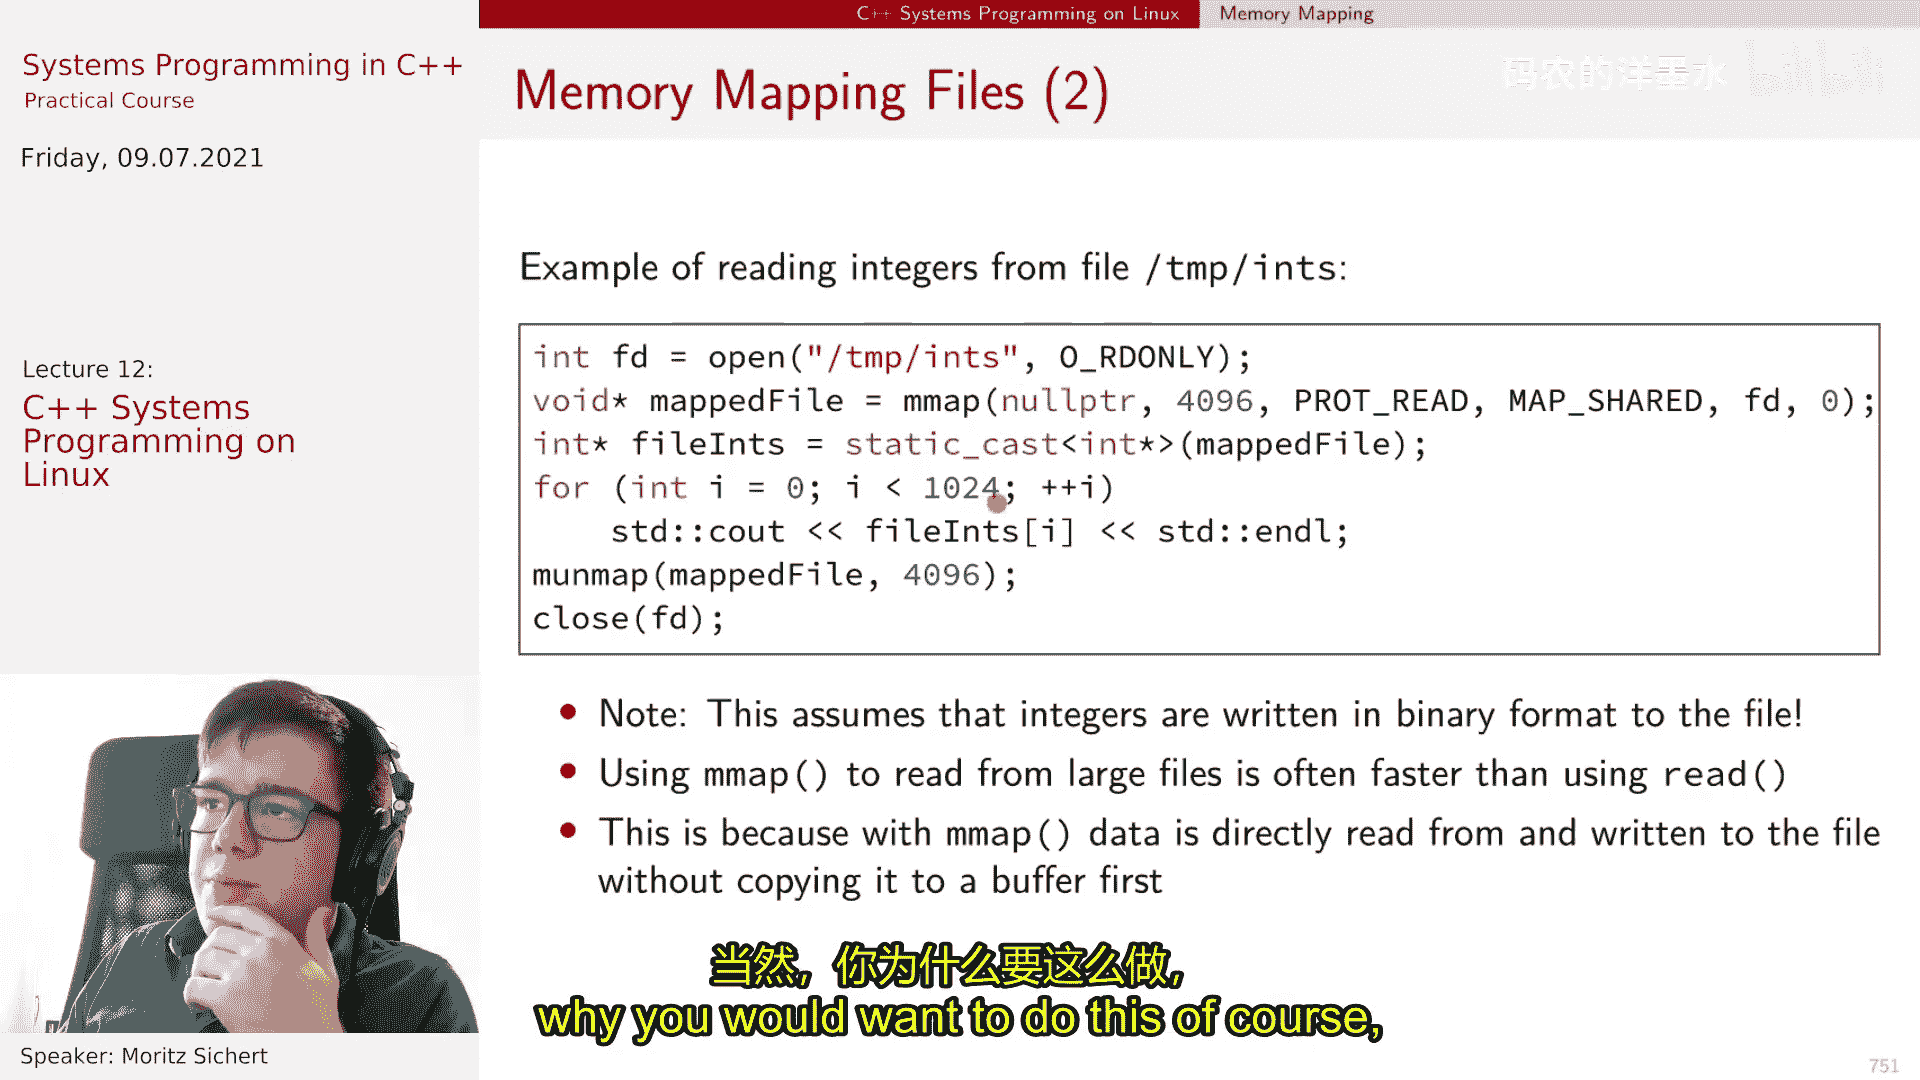 C++ Systems Programming on Linux
Memory Mapping
Systems Programming in C++
Practical Course
Friday, 09.07.2021
Memory Mapping Files (2)
码农的洋墨水 bilibili
Example of reading integers from file /tmp/ints:
int fd = open("/tmp/ints", O_RDONLY);
void* mappedFile = mmap(nullptr, 4096, PROT_READ, MAP_SHARED, fd, 0);
int* fileInts = static_cast<int*>(mappedFile);
for (int i = 0; i < 1024; ++i)
    std::cout << fileInts[i] << std::endl;
munmap(mappedFile, 4096);
close(fd);
Lecture 12:
C++ Systems
Programming on
Linux
Note: This assumes that integers are written in binary format to the file!
Using mmap() to read from large files is often faster than using read()
This is because with mmap() data is directly read from and written to the file
without copying it to a buffer first
当然，你为什么要这么做，
why you would want to do this of course,
Speaker: Moritz Sichert
751